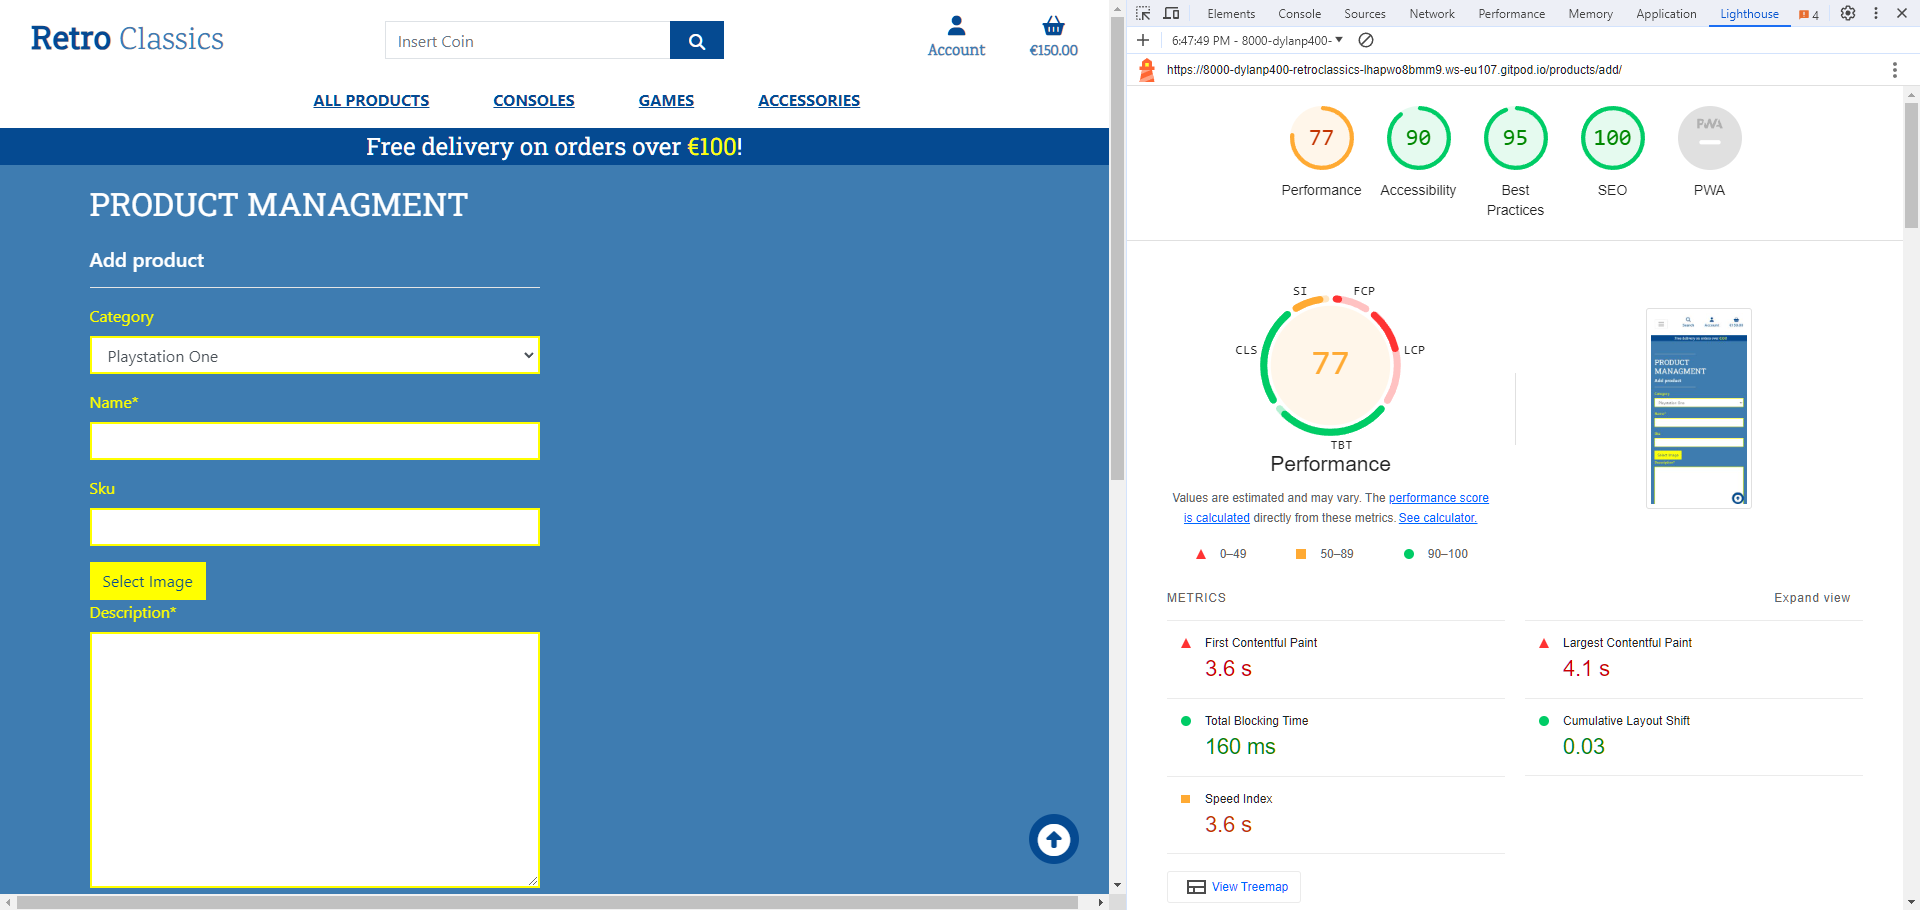 Retro Classics
Insert Coin
Account
€150.00
ALL PRODUCTS CONSOLES GAMES ACCESSORIES
Free delivery on orders over €100!
PRODUCT MANAGMENT
Add product
Category
Playstation One
Name*
Sku
Select Image
Description*
Elements Console Sources Network Performance Memory Application Lighthouse 4
6:47:49 PM - 8000-dylanp400-
https://8000-dylanp400-retroclassics-lhapwo8bmm9.ws-eu107.gitpod.io/products/add/
77 90 95 100 PWA
Performance Accessibility Best Practices SEO PWA
SI FCP
CLS LCP
77
TBT
Performance
Values are estimated and may vary. The performance score
is calculated directly from these metrics. See calculator.
0–49 50–89 90–100
PRODUCT
MANAGMENT
Add product
METRICS Expand view
First Contentful Paint
3.6 s
Largest Contentful Paint
4.1 s
Total Blocking Time
160 ms
Cumulative Layout Shift
0.03
Speed Index
3.6 s
View Treemap